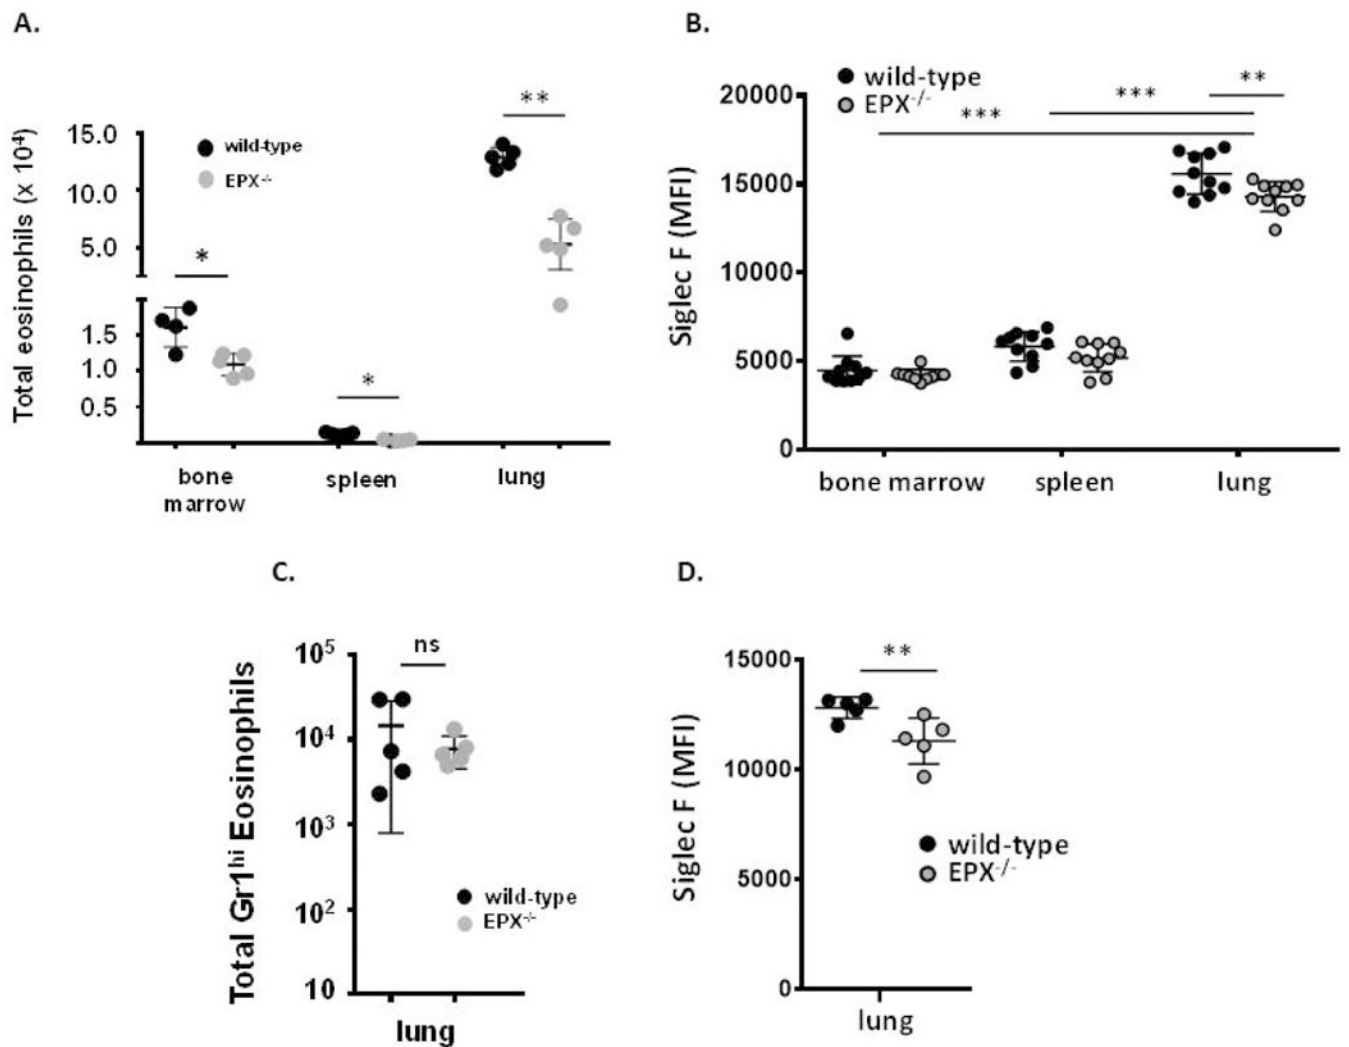 A.
Total eosinophils (x 10⁴)
15.0
10.0
5.0
1.5
1.0
0.5
wild-type
EPX-/-
*
*
**
bone
marrow
spleen
lung
B.
Siglec F (MFI)
20000
15000
10000
5000
0
wild-type
EPX-/-
***
***
**
bone marrow
spleen
lung
C.
Total Gr1hi Eosinophils
10⁵
10⁴
10³
10²
10
ns
wild-type
EPX-/-
lung
D.
Siglec F (MFI)
15000
10000
5000
0
**
wild-type
EPX-/-
lung